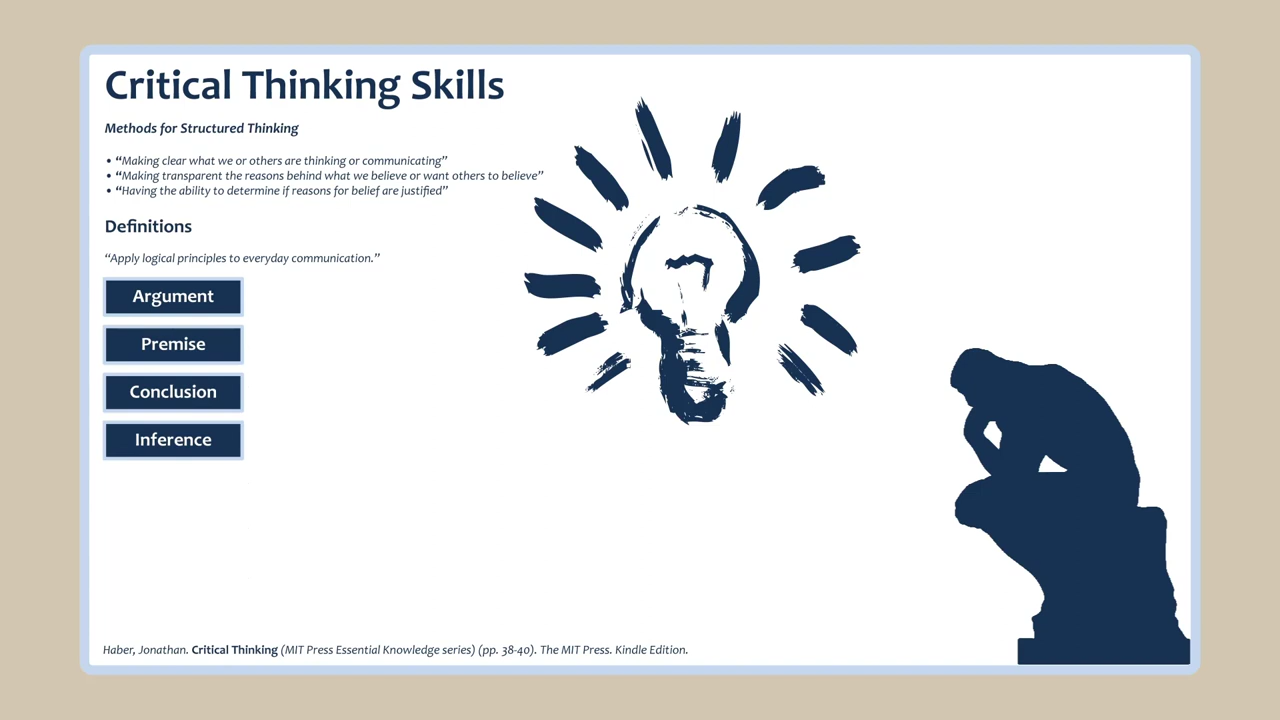 Critical Thinking Skills
Methods for Structured Thinking
• “Making clear what we or others are thinking or communicating”
• “Making transparent the reasons behind what we believe or want others to believe”
• “Having the ability to determine if reasons for belief are justified”
Definitions
“Apply logical principles to everyday communication.”
Argument
Premise
Conclusion
Inference
Haber, Jonathan. Critical Thinking (MIT Press Essential Knowledge series) (pp. 38-40). The MIT Press. Kindle Edition.